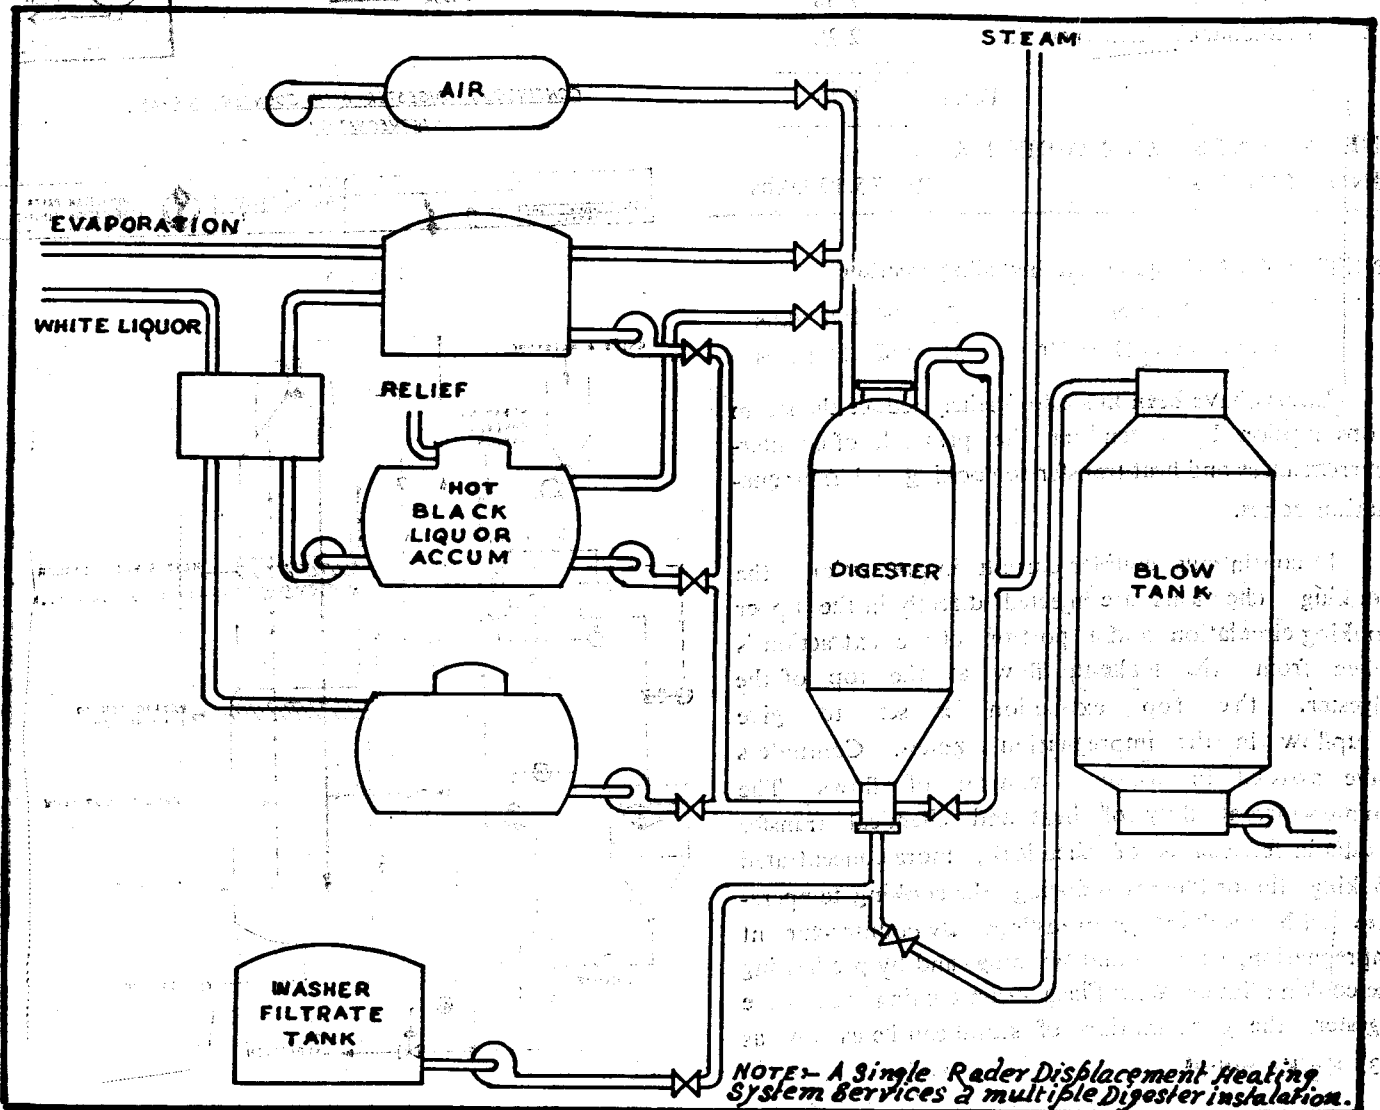 STEAM
AIR
EVAPORATION
WHITE LIQUOR
RELIEF
HOT
BLACK
LIQUOR
ACCUM
DIGESTER
BLOW
TANK
WASHER
FILTRATE
TANK
NOTE:- A Single Rader Displacement Heating
System Services a multiple Digester instalation.